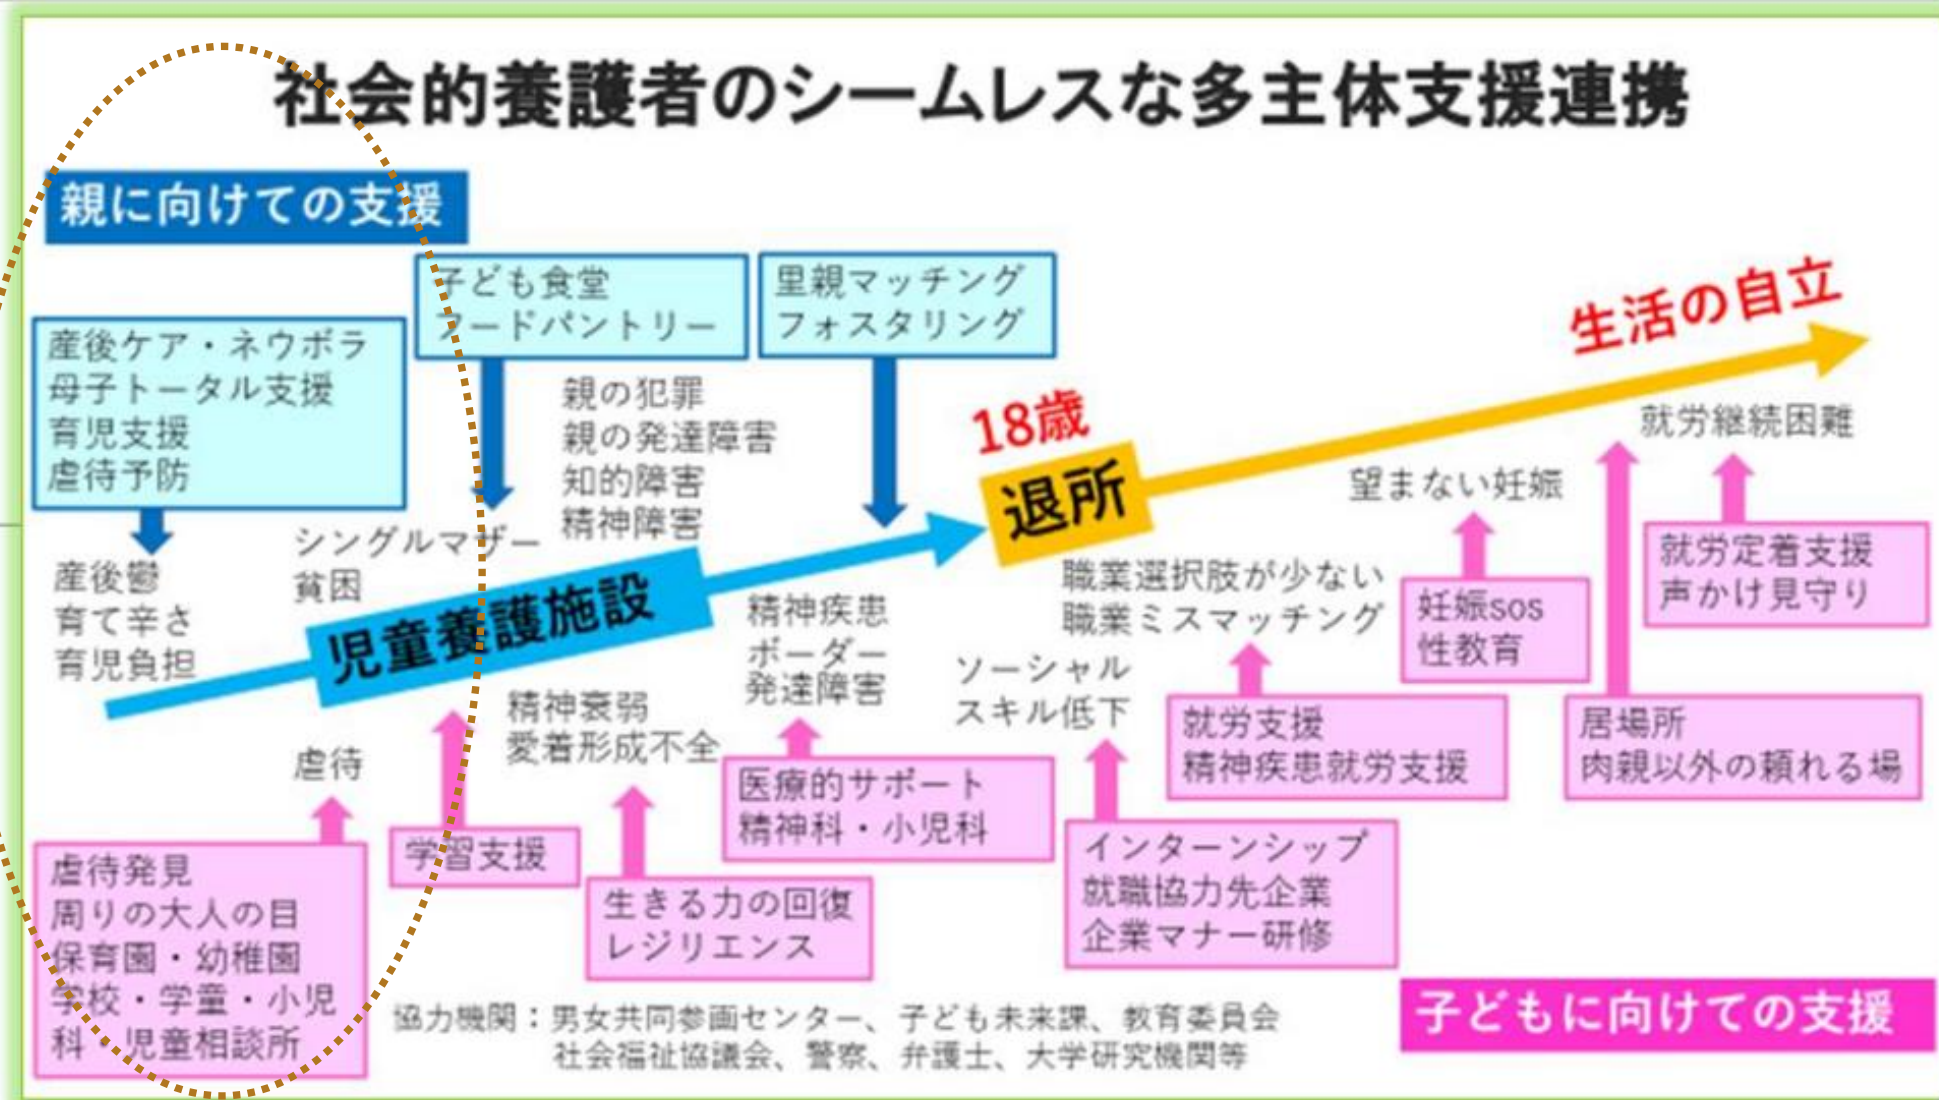 社会的養護者のシームレスな多主体支援連携
親に向けての支援
産後ケア・ネウボラ
母子トータル支援
育児支援
虐待予防
子ども食堂
フードパントリー
里親マッチング
フォスタリング
産後鬱
育て辛さ
育児負担
シングルマザー
貧困
親の犯罪
親の発達障害
知的障害
精神障害
児童養護施設
18歳
退所
生活の自立
虐待
精神衰弱
愛着形成不全
精神疾患
ボーダー
発達障害
ソーシャル
スキル低下
職業選択肢が少ない
職業ミスマッチング
望まない妊娠
就労継続困難
虐待発見
周りの大人の目
保育園・幼稚園
学校・学童・小児
科・児童相談所
学習支援
生きる力の回復
レジリエンス
医療的サポート
精神科・小児科
インターンシップ
就職協力先企業
企業マナー研修
就労支援
精神疾患就労支援
妊娠sos
性教育
居場所
肉親以外の頼れる場
就労定着支援
声かけ見守り
子どもに向けての支援
協力機関：男女共同参画センター、子ども未来課、教育委員会
社会福祉協議会、警察、弁護士、大学研究機関等